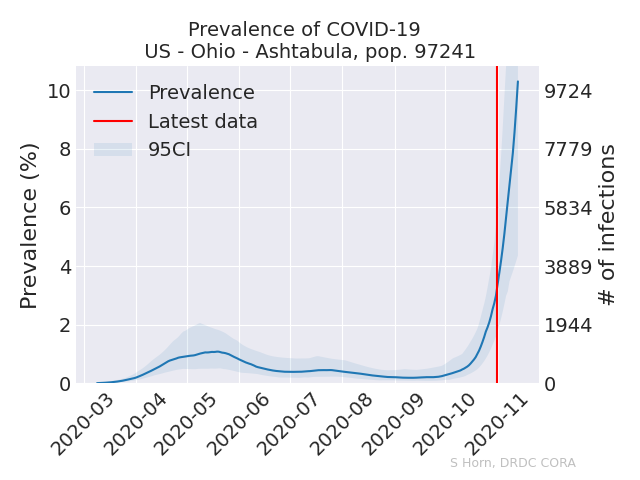 Prevalence of COVID-19
US - Ohio - Ashtabula, pop. 97241
Prevalence
Latest data
95CI
Prevalence (%)
10
8
6
4
2
0
9724
7779
5834
3889
1944
0
# of infections
2020-03
2020-04
2020-05
2020-06
2020-07
2020-08
2020-09
2020-10
2020-11
S Horn, DRDC CORA